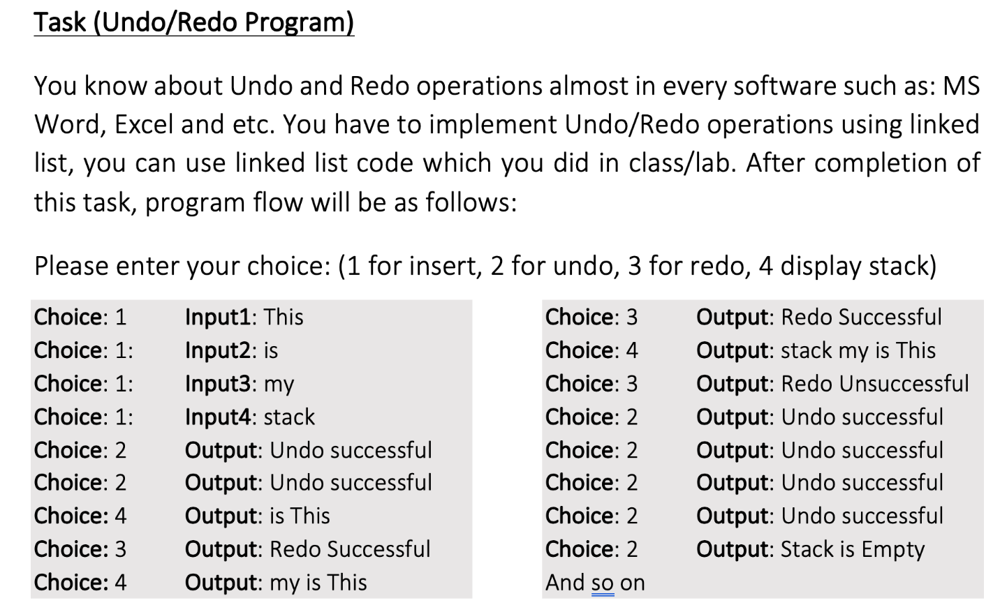 Task (Undo/Redo Program)
You know about Undo and Redo operations almost in every software such as: MS
Word, Excel and etc. You have to implement Undo/Redo operations using linked
list, you can use linked list code which you did in class/lab. After completion of
this task, program flow will be as follows:
Please enter your choice: (1 for insert, 2 for undo, 3 for redo, 4 display stack)
Choice: 1 Input1: This
Choice: 1: Input2: is
Choice: 1: Input3: my
Choice: 1: Input4: stack
Choice: 2 Output: Undo successful
Choice: 2 Output: Undo successful
Choice: 4 Output: is This
Choice: 3 Output: Redo Successful
Choice: 4 Output: my is This
Choice: 3 Output: Redo Successful
Choice: 4 Output: stack my is This
Choice: 3 Output: Redo Unsuccessful
Choice: 2 Output: Undo successful
Choice: 2 Output: Undo successful
Choice: 2 Output: Undo successful
Choice: 2 Output: Undo successful
Choice: 2 Output: Stack is Empty
And so on